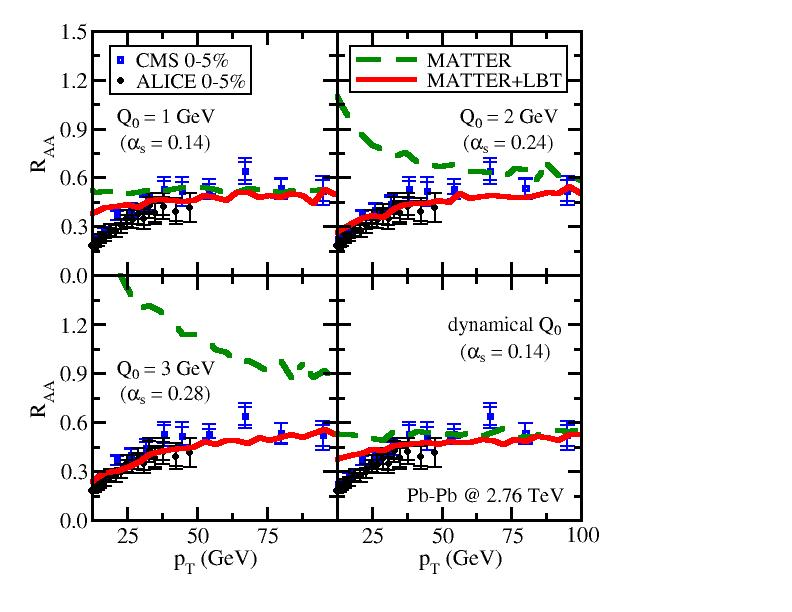 1.5
1.2
0.9
0.6
0.3
0.0
R_AA
CMS 0-5%
ALICE 0-5%
Q_0 = 1 GeV
(α_s = 0.14)
MATTER
MATTER+LBT
Q_0 = 2 GeV
(α_s = 0.24)
1.2
0.9
0.6
0.3
0.0
R_AA
Q_0 = 3 GeV
(α_s = 0.28)
dynamical Q_0
(α_s = 0.14)
Pb-Pb @ 2.76 TeV
25 50 75
25 50 75 100
p_T (GeV)
p_T (GeV)